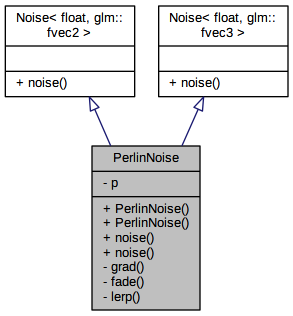 Noise< float, glm::
fvec2 >
+ noise()
Noise< float, glm::
fvec3 >
+ noise()
PerlinNoise
- p
+ PerlinNoise()
+ PerlinNoise()
+ noise()
+ noise()
- grad()
- fade()
- lerp()